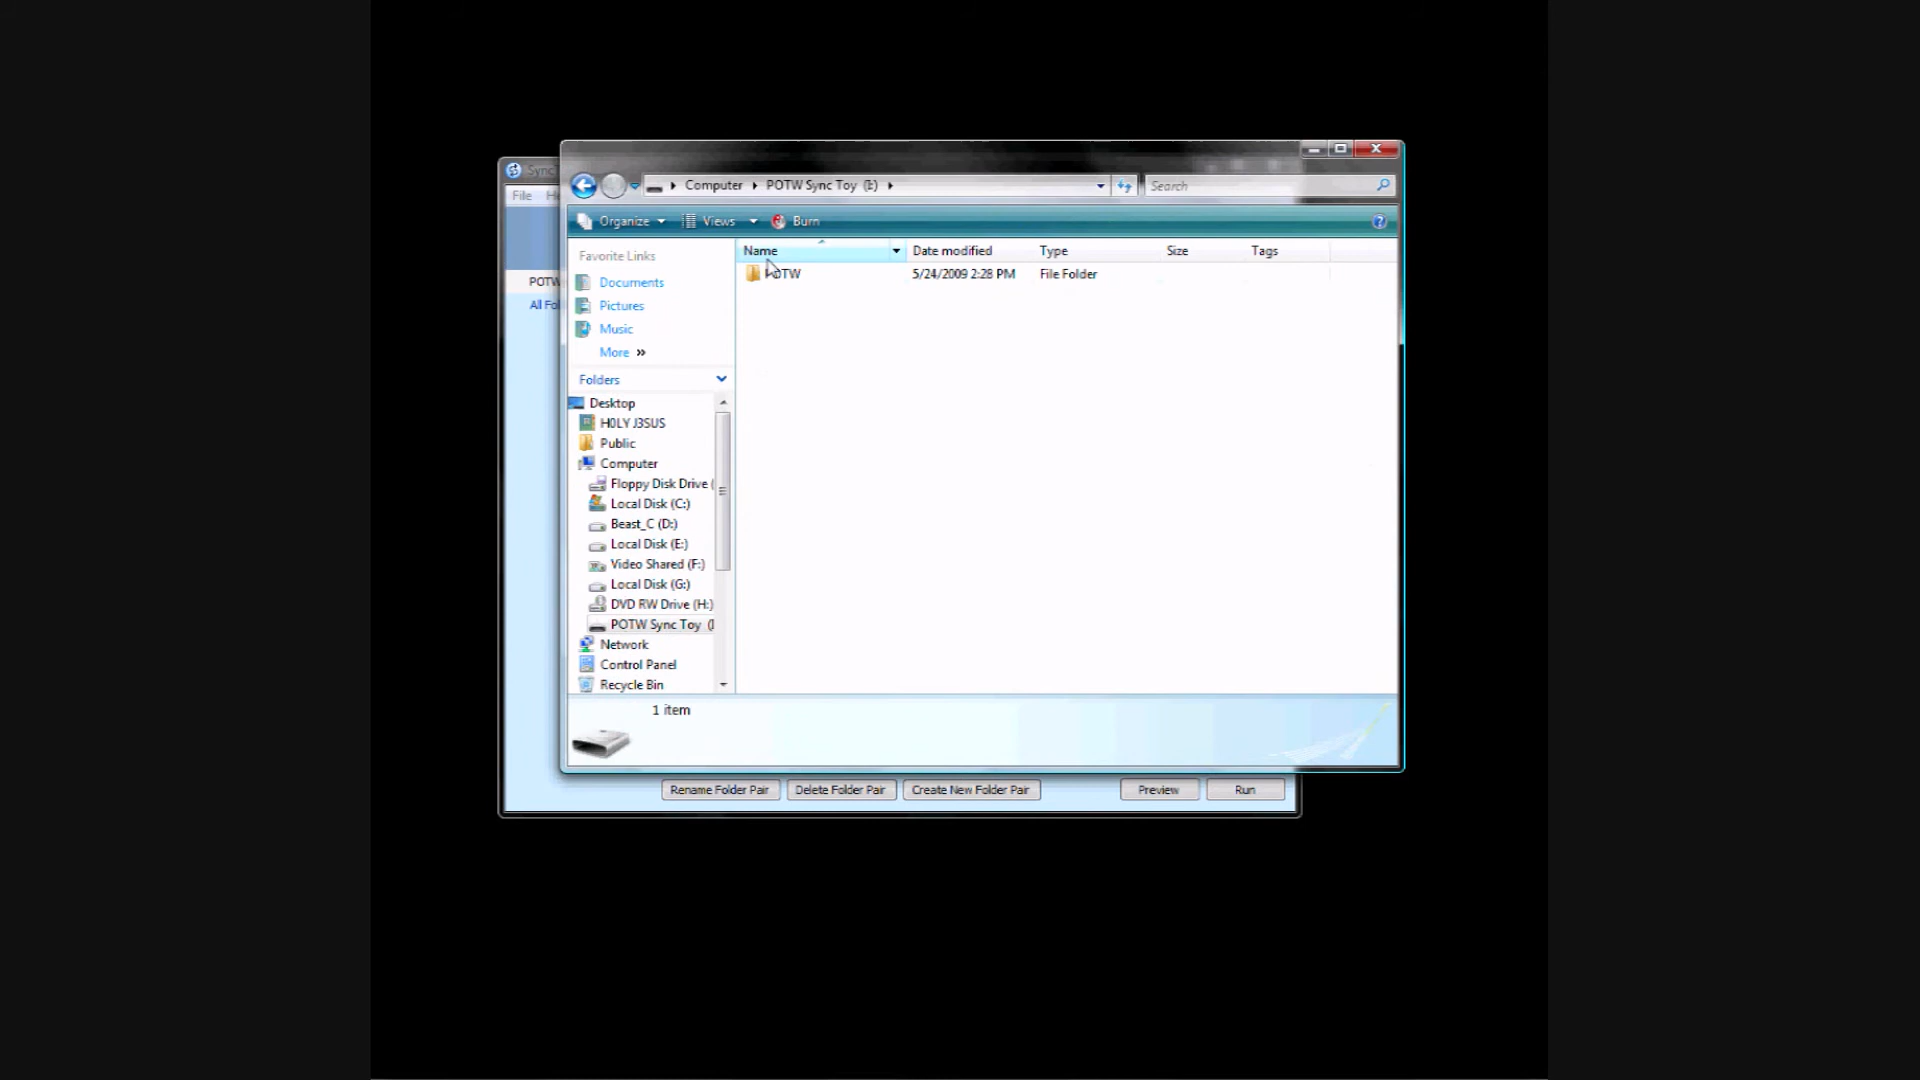 Computer POTW Sync Toy (I:)
Search
File
Organize Views Burn
Favorite Links
Documents
Pictures
Music
More »
Folders
Desktop
H0LY J3SUS
Public
Computer
Floppy Disk Drive (
Local Disk (C:)
Beast_C (D:)
Local Disk (E:)
Video Shared (F:)
Local Disk (G:)
DVD RW Drive (H:)
POTW Sync Toy (I
Network
Control Panel
Recycle Bin
Name Date modified Type Size Tags
POTW 5/24/2009 2:28 PM File Folder
POTW
All Fo
1 item
Rename Folder Pair Delete Folder Pair Create New Folder Pair Preview Run